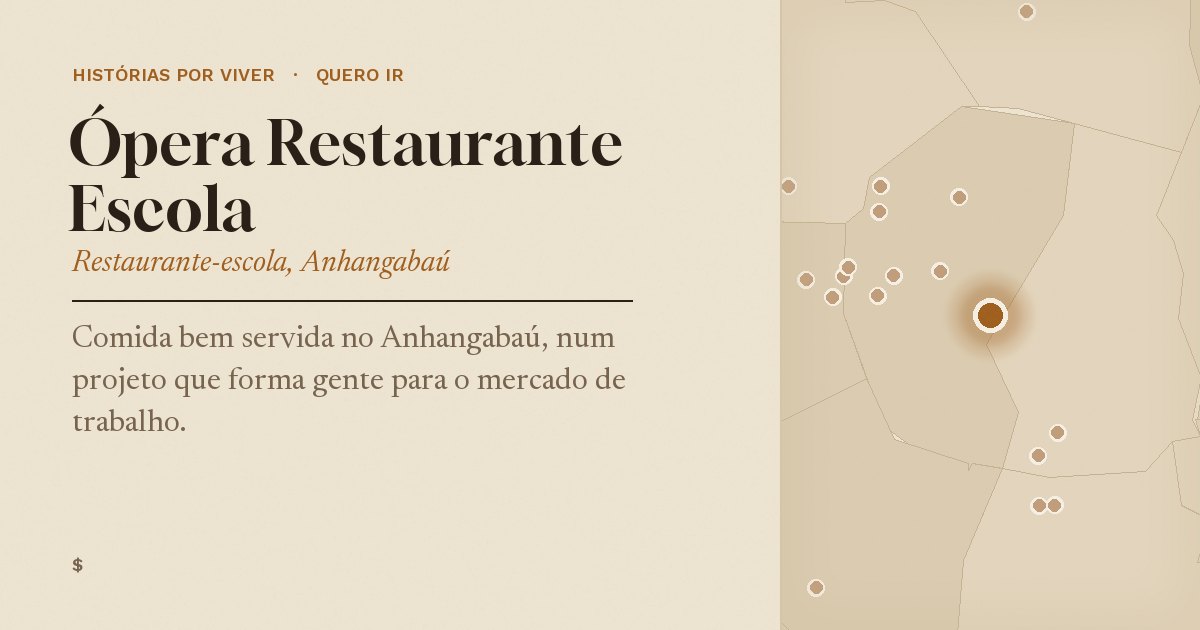 HISTÓRIAS POR VIVER · QUERO IR
Ópera Restaurante
Escola
Restaurante-escola, Anhangabaú
Comida bem servida no Anhangabaú, num
projeto que forma gente para o mercado de
trabalho.
$